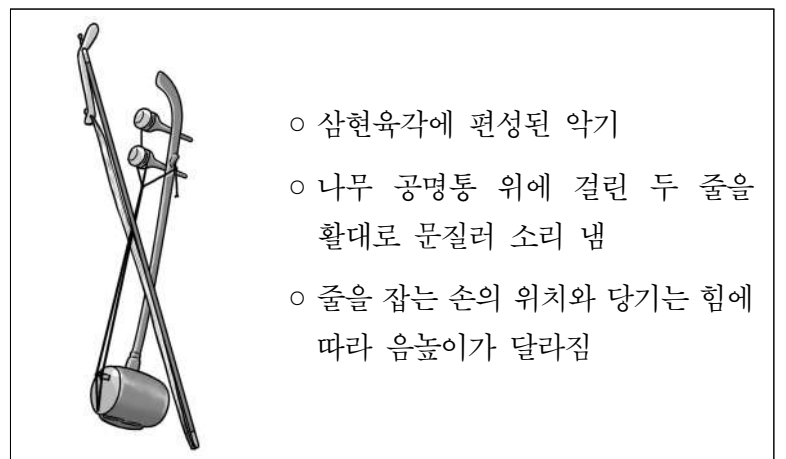 ○ 삼현육각에 편성된 악기
○ 나무 공명통 위에 걸린 두 줄을
활대로 문질러 소리 냄
○ 줄을 잡는 손의 위치와 당기는 힘에
따라 음높이가 달라짐